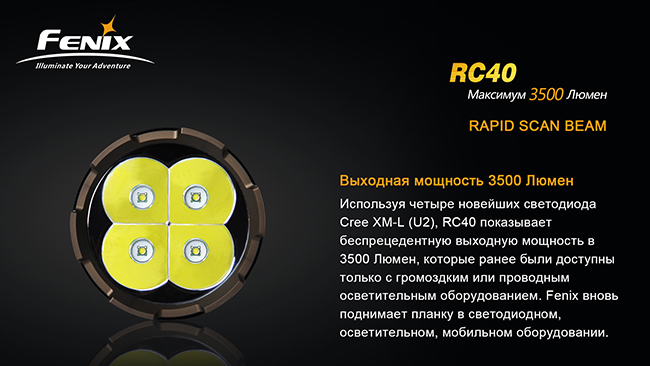 FENIX
Illuminate Your Adventure
RC40
Максимум 3500 Люмен
RAPID SCAN BEAM
Выходная мощность 3500 Люмен
Используя четыре новейших светодиода
Cree XM-L (U2), RC40 показывает
беспрецедентную выходную мощность в
3500 Люмен, которые ранее были доступны
только с громоздким или проводным
осветительным оборудованием. Fenix вновь
поднимает планку в светодиодном,
осветительном, мобильном оборудовании.